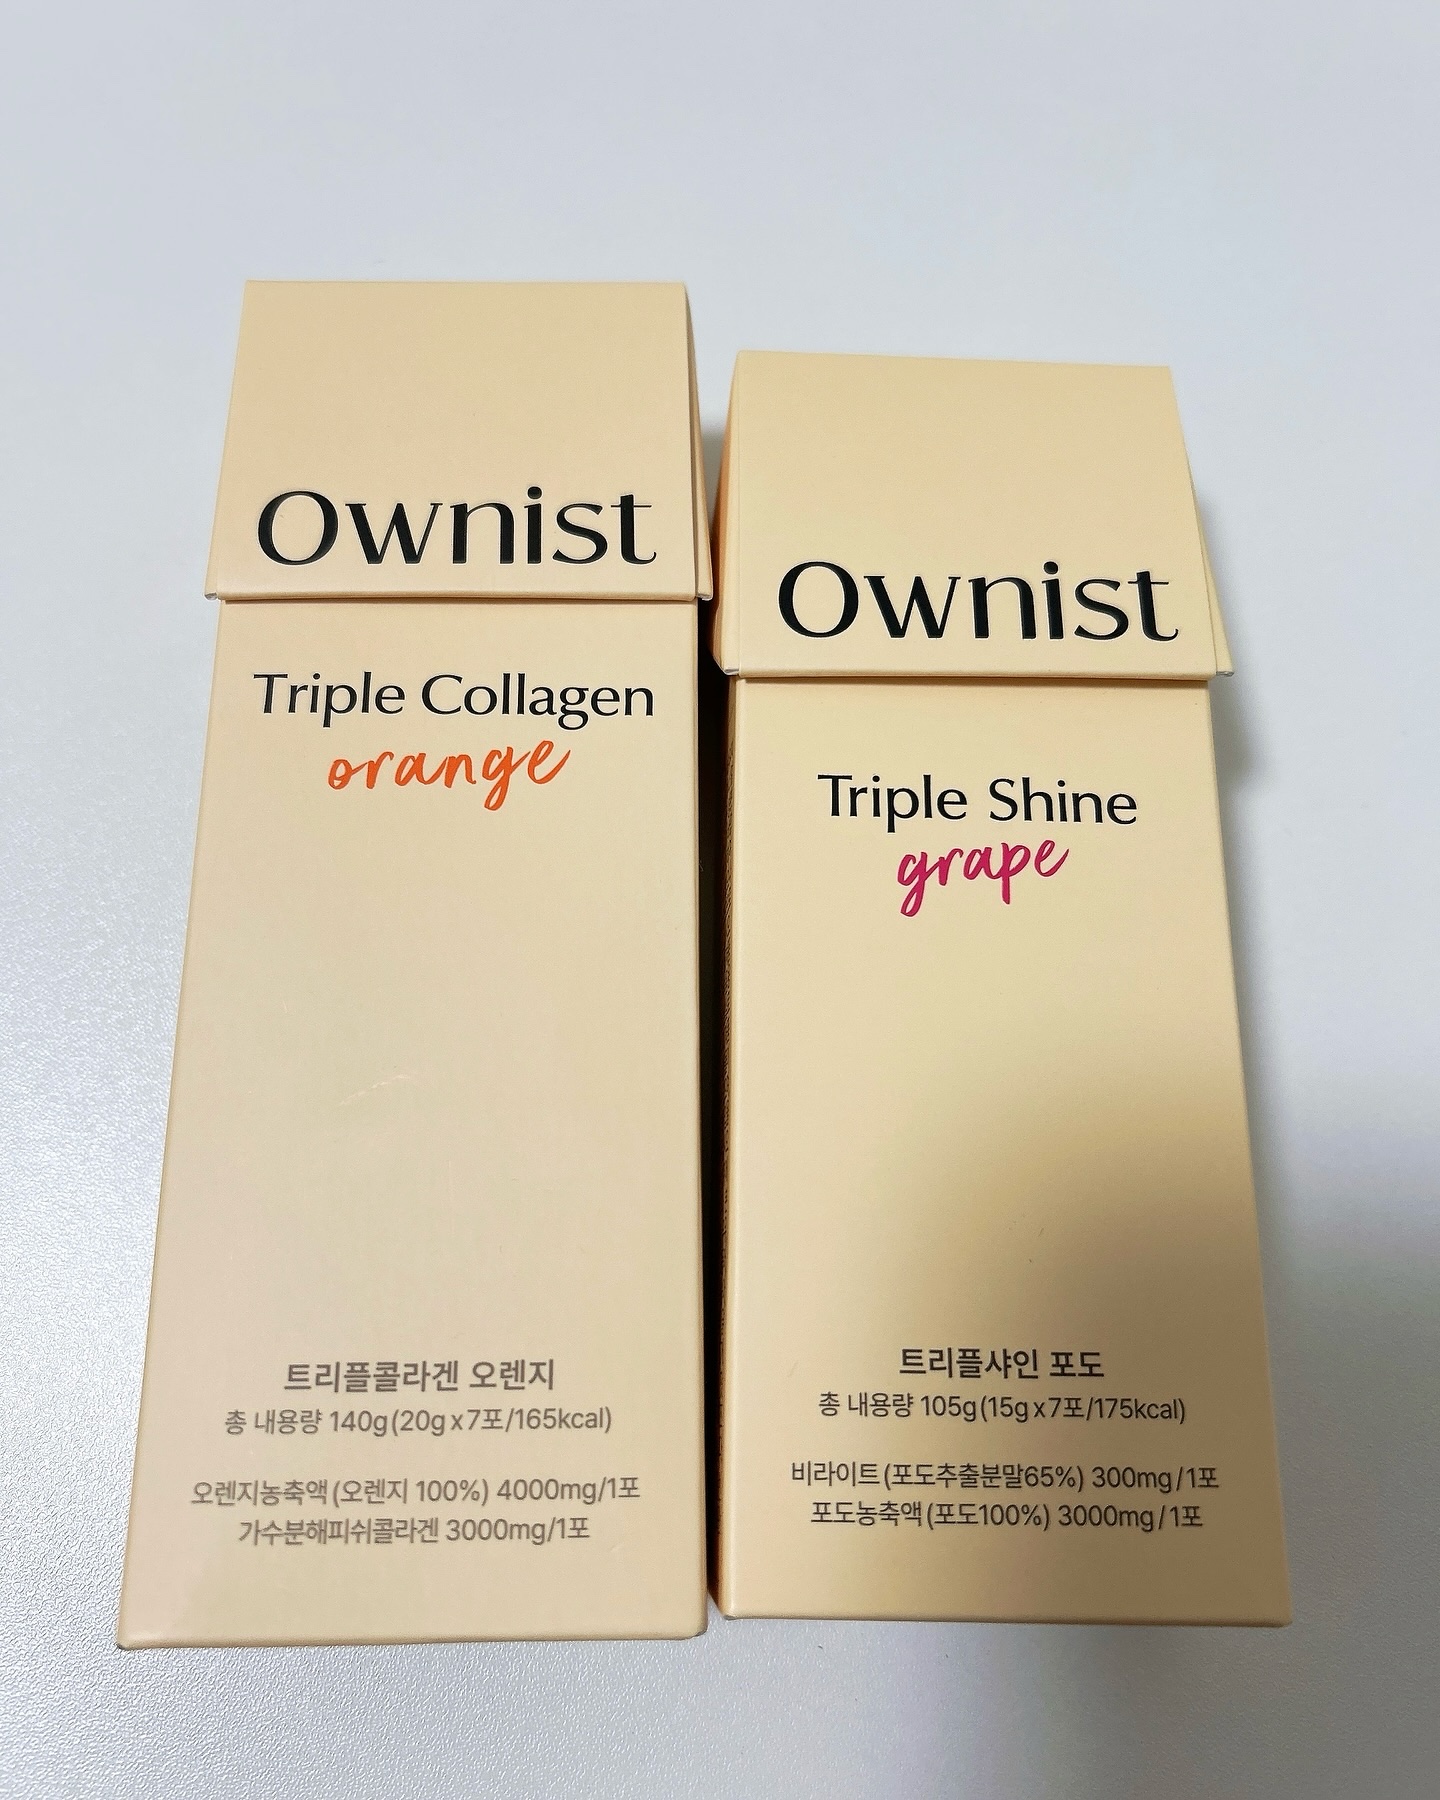 Ownist
Triple Collagen
orange
트리플콜라겐 오렌지
총 내용량 140g(20g x 7포/165kcal)
오렌지농축액(오렌지 100%) 4000mg/1포
가수분해피쉬콜라겐 3000mg/1포
Ownist
Triple Shine
grape
트리플샤인 포도
총 내용량 105g(15g x 7포/175kcal)
비라이트(포도추출분말65%) 300mg/1포
포도농축액(포도100%) 3000mg/1포